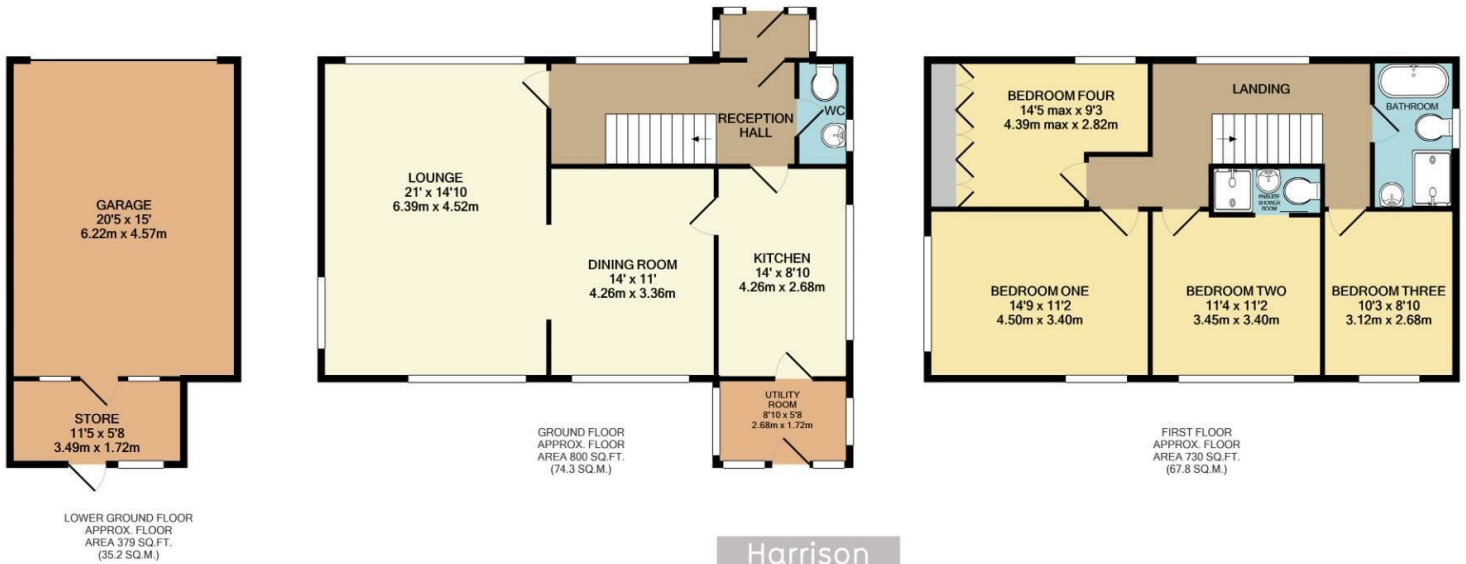 GARAGE
20'5 x 15'
6.22m x 4.57m
STORE
11'5 x 5'8
3.49m x 1.72m
LOWER GROUND FLOOR
APPROX. FLOOR
AREA 379 SQ.FT.
(35.2 SQ.M.)
LOUNGE
21' x 14'10
6.39m x 4.52m
RECEPTION
HALL
WC
DINING ROOM
14' x 11'
4.26m x 3.36m
KITCHEN
14' x 8'10
4.26m x 2.68m
UTILITY
ROOM
8'10 x 5'8
2.68m x 1.72m
GROUND FLOOR
APPROX. FLOOR
AREA 800 SQ.FT.
(74.3 SQ.M.)
BEDROOM FOUR
14'5 max x 9'3
4.39m max x 2.82m
LANDING
BATHROOM
ENSUITE
SHOWER
ROOM
BEDROOM ONE
14'9 x 11'2
4.50m x 3.40m
BEDROOM TWO
11'4 x 11'2
3.45m x 3.40m
BEDROOM THREE
10'3 x 8'10
3.12m x 2.68m
FIRST FLOOR
APPROX. FLOOR
AREA 730 SQ.FT.
(67.8 SQ.M.)
Harrison